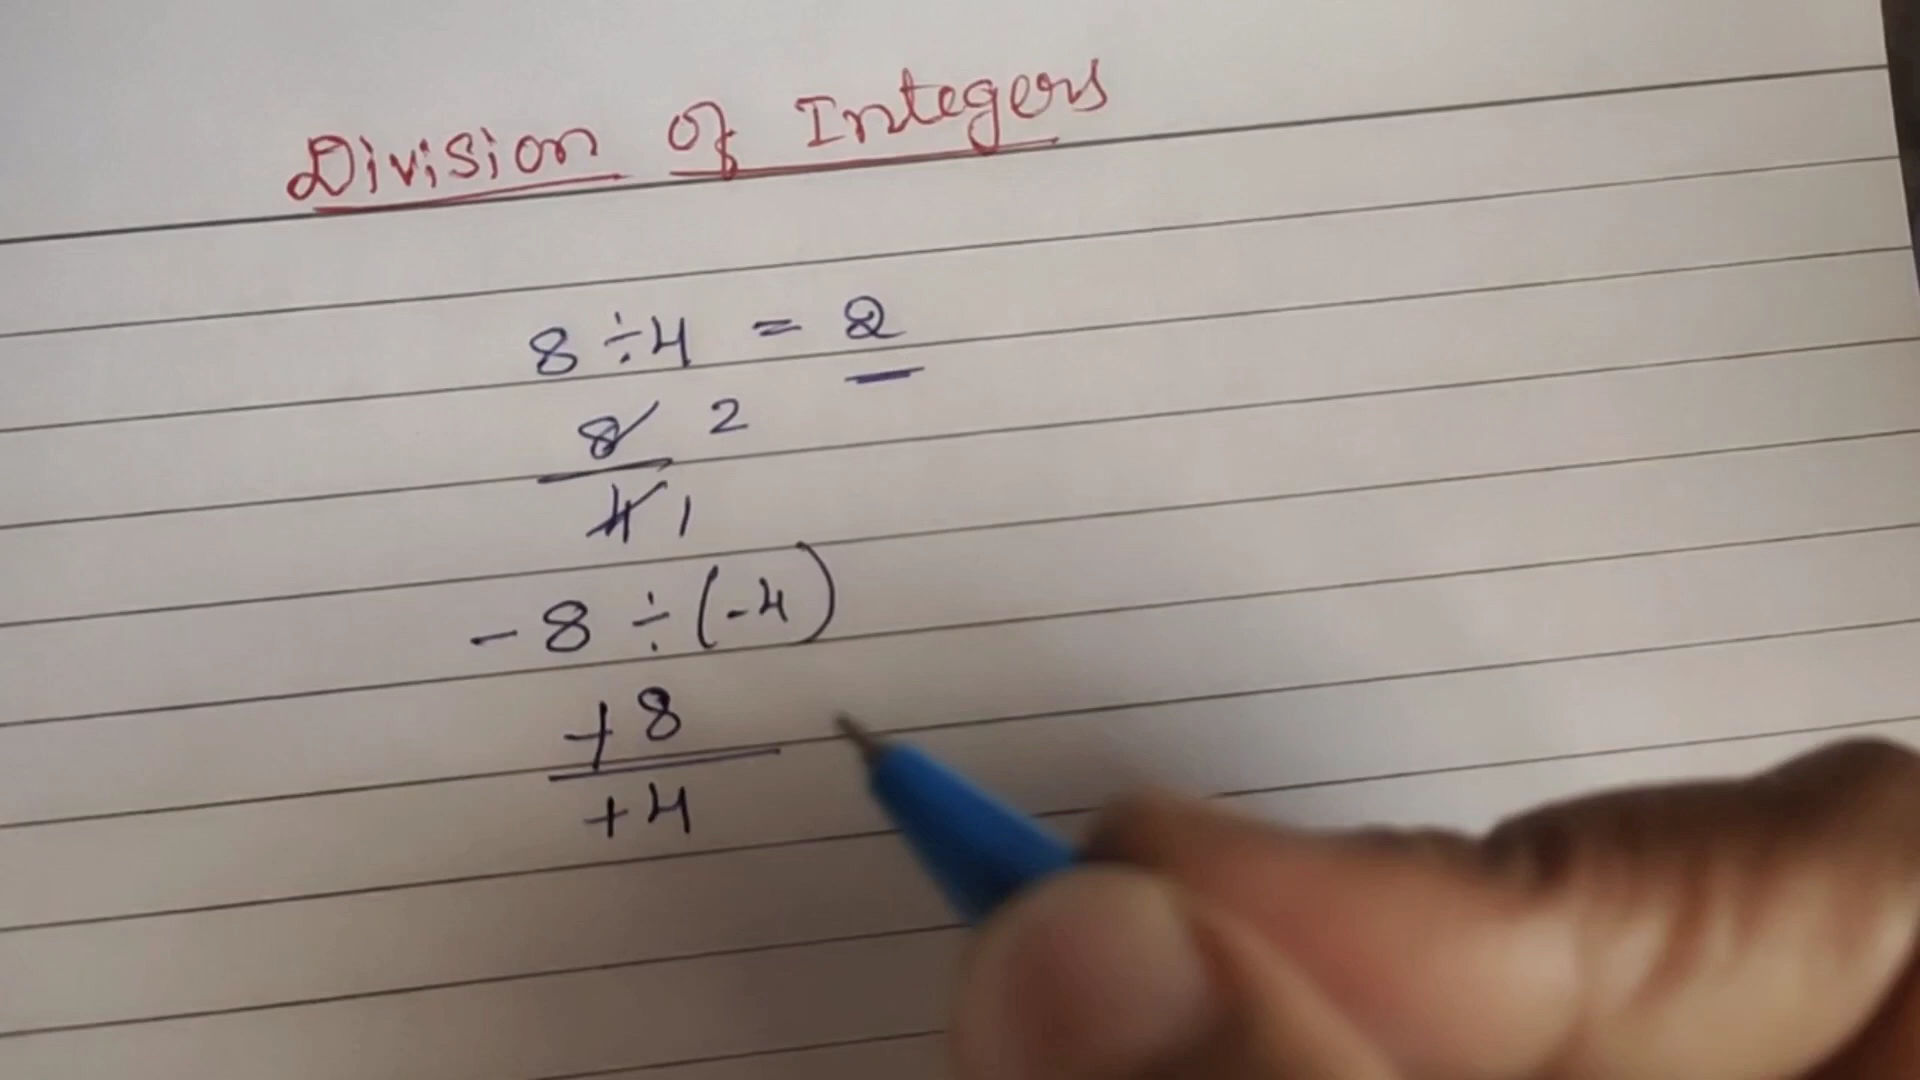 Division of Integers
8 ÷ 4 = 2
8 2
4 1
- 8 ÷ (-4)
+ 8
+ 4